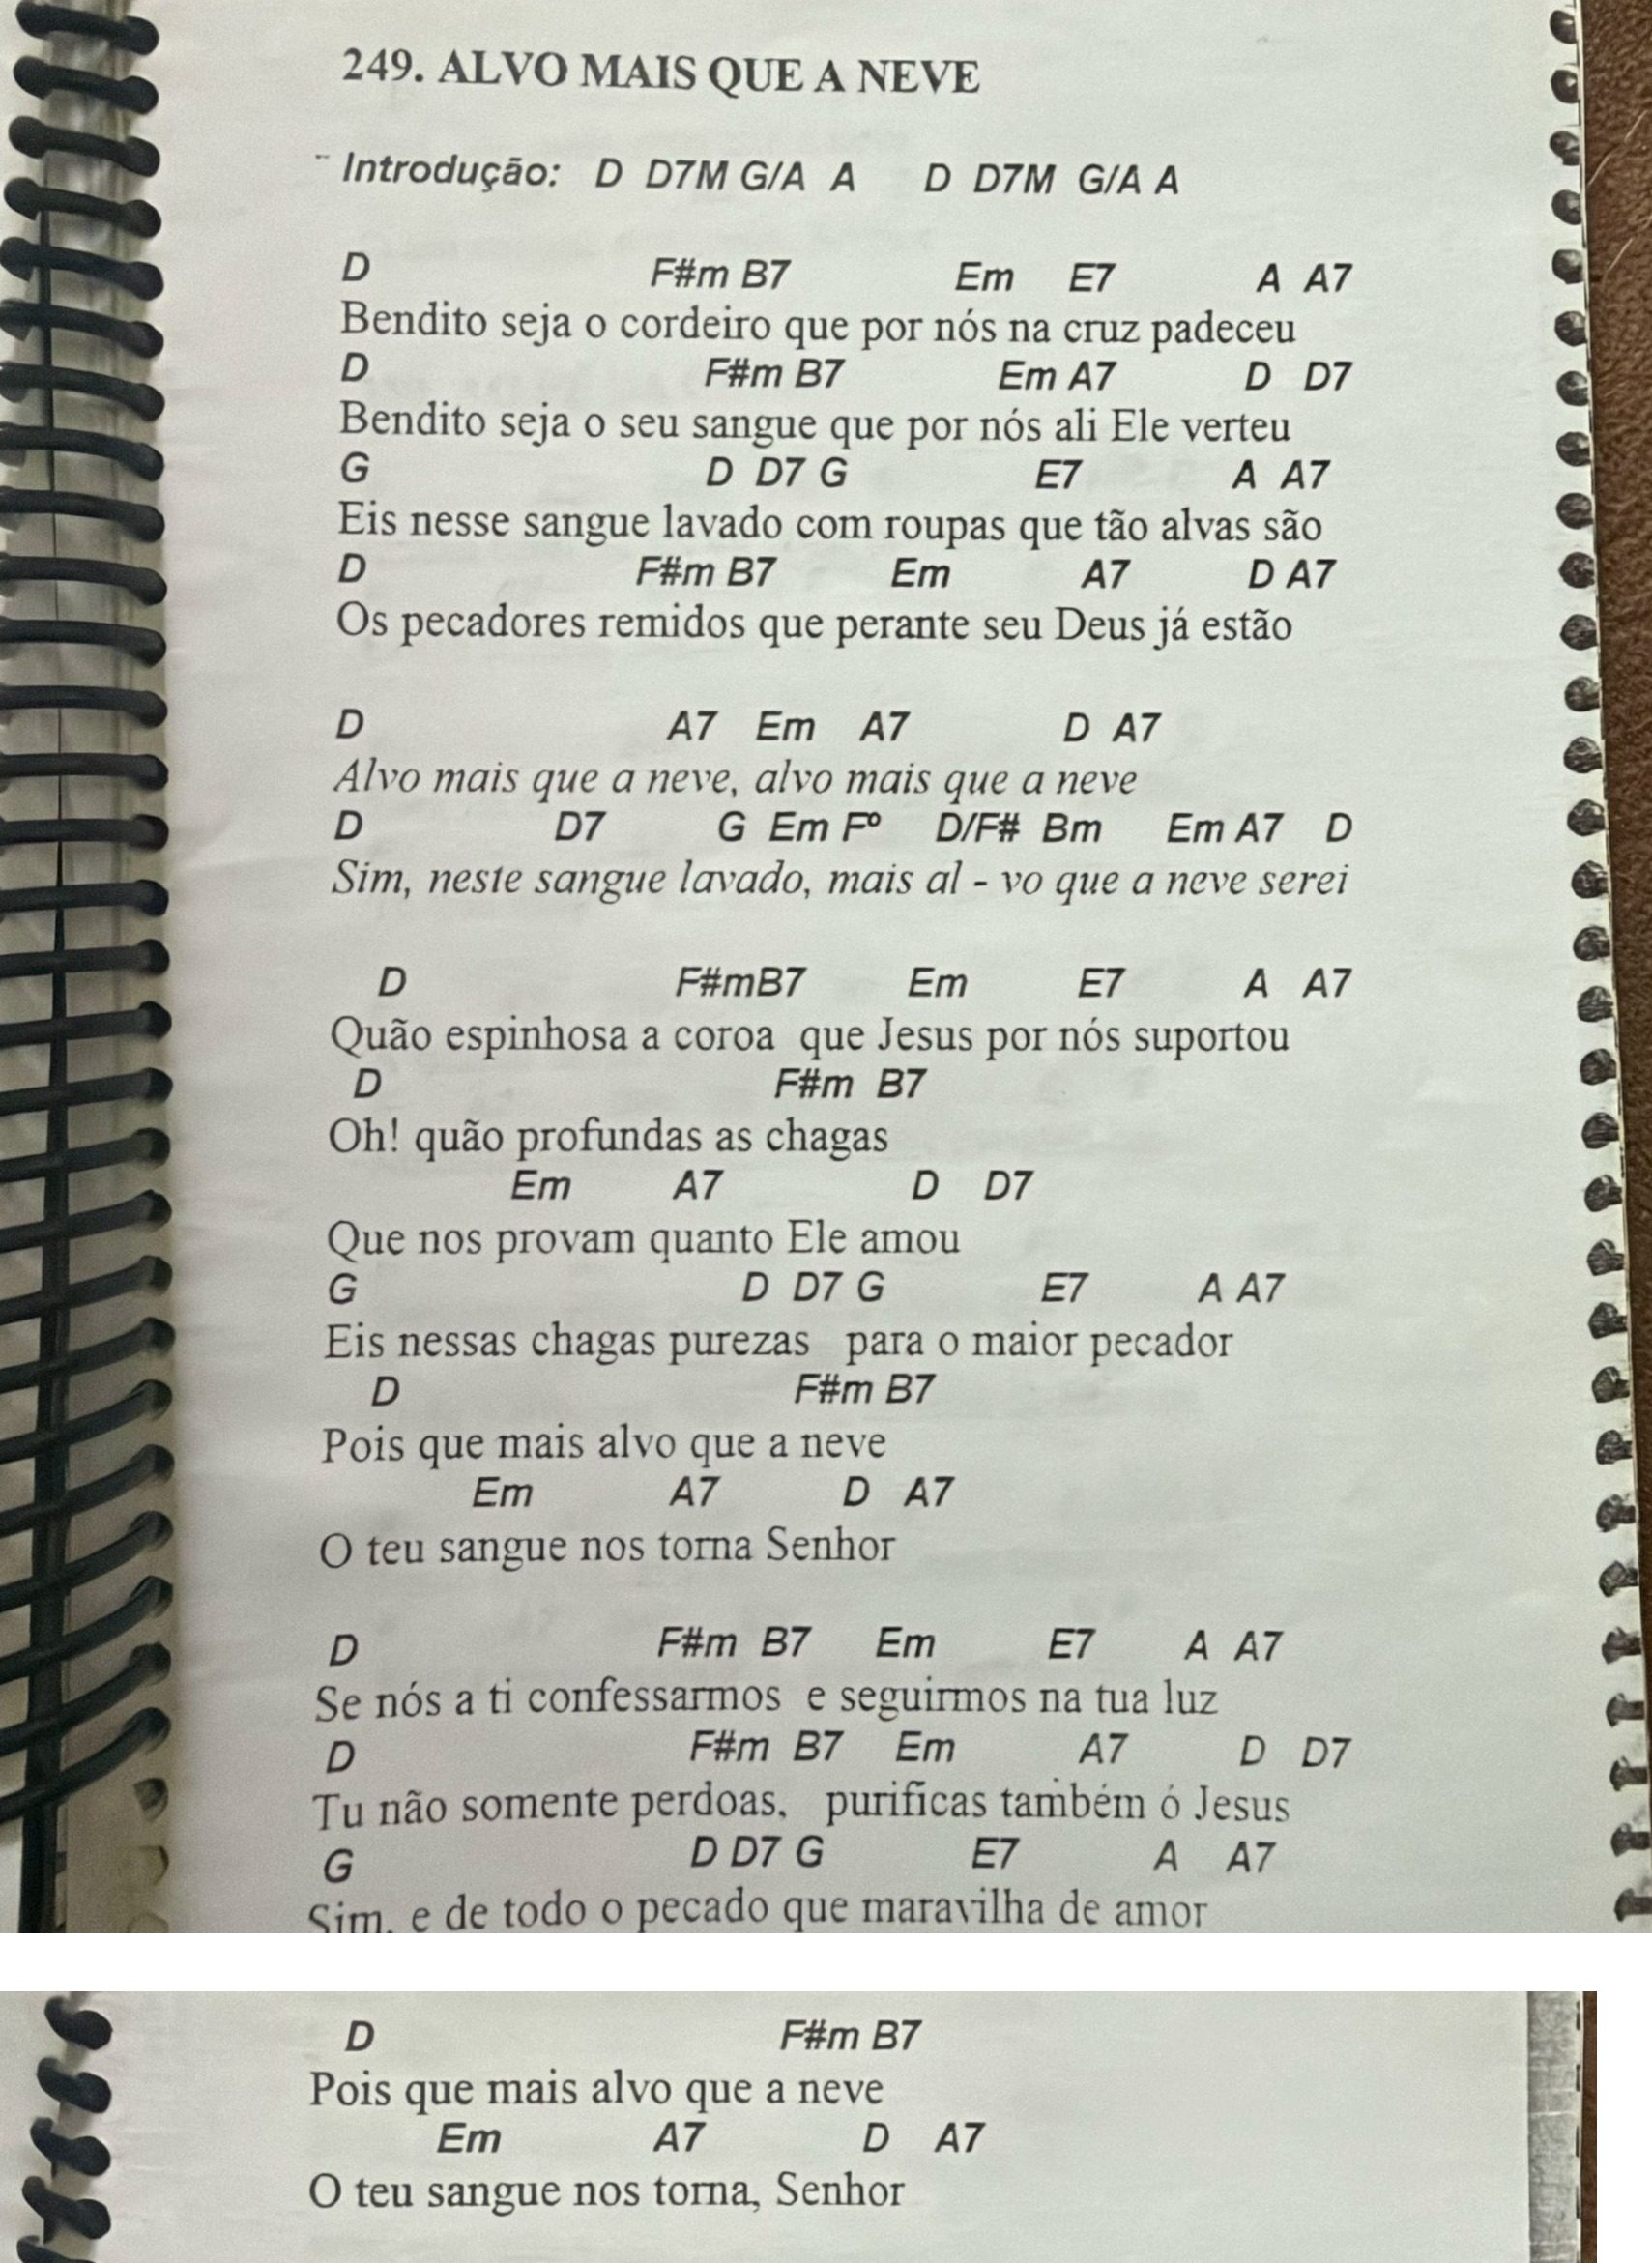 249. ALVO MAIS QUE A NEVE
Introdução: D D7M G/A A D D7M G/A A
D F#m B7 Em E7 A A7
Bendito seja o cordeiro que por nós na cruz padeceu
D F#m B7 Em A7 D D7
Bendito seja o seu sangue que por nós ali Ele verteu
G D D7 G E7 A A7
Eis nesse sangue lavado com roupas que tão alvas são
D F#m B7 Em A7 D A7
Os pecadores remidos que perante seu Deus já estão
D A7 Em A7 D A7
Alvo mais que a neve, alvo mais que a neve
D D7 G Em Fº D/F# Bm Em A7 D
Sim, neste sangue lavado, mais al - vo que a neve serei
D F#mB7 Em E7 A A7
Quão espinhosa a coroa que Jesus por nós suportou
D F#m B7
Oh! quão profundas as chagas
Em A7 D D7
Que nos provam quanto Ele amou
G D D7 G E7 A A7
Eis nessas chagas purezas para o maior pecador
D F#m B7
Pois que mais alvo que a neve
Em A7 D A7
O teu sangue nos torna Senhor
D F#m B7 Em E7 A A7
Se nós a ti confessarmos e seguirmos na tua luz
D F#m B7 Em A7 D D7
Tu não somente perdoas, purificas também ó Jesus
G D D7 G E7 A A7
Sim, e de todo o pecado que maravilha de amor
D F#m B7
Pois que mais alvo que a neve
Em A7 D A7
O teu sangue nos torna, Senhor